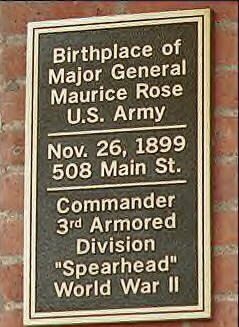 Birthplace of
Major General
Maurice Rose
U.S. Army
Nov. 26, 1899
508 Main St.
Commander
3rd Armored
Division
"Spearhead"
World War II